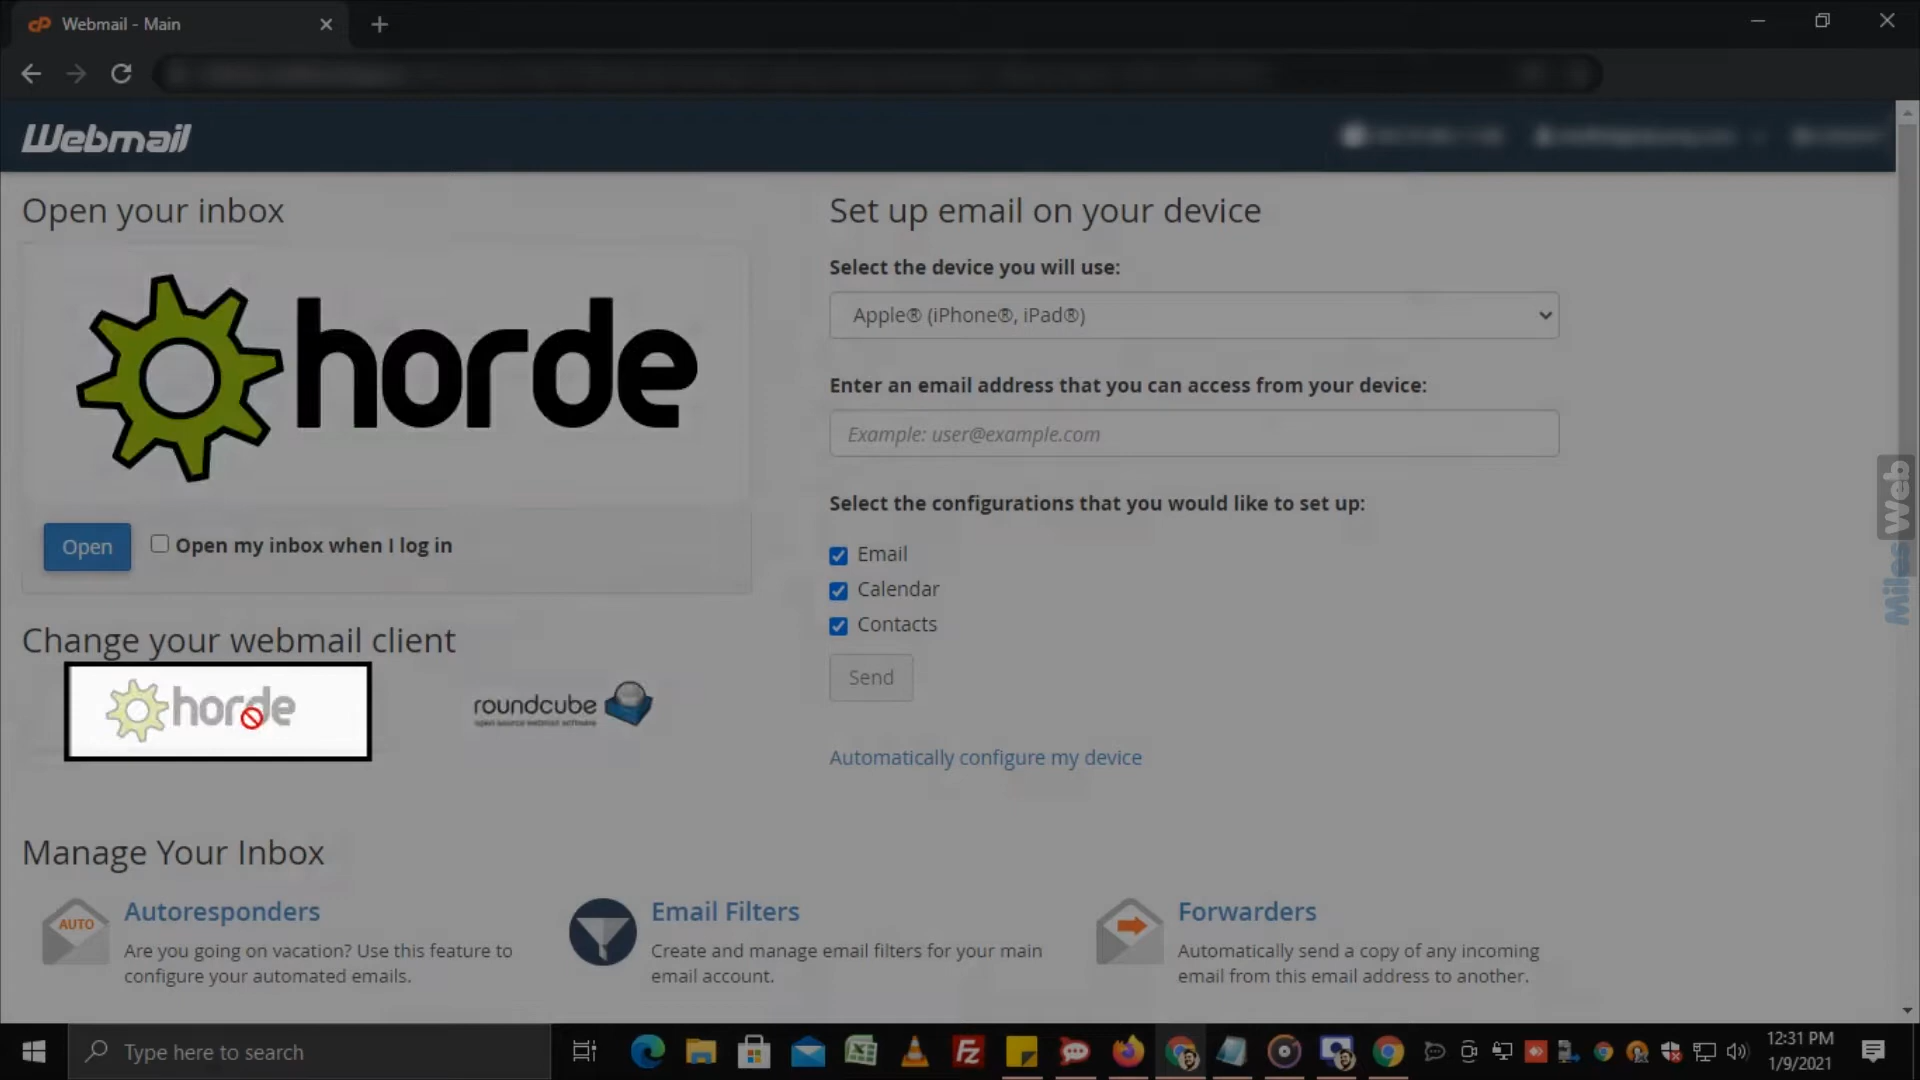 Webmail - Main
Webmail
Open your inbox
horde
Open
Open my inbox when I log in
Change your webmail client
horde
roundcube
open source webmail software
Set up email on your device
Select the device you will use:
Apple® (iPhone®, iPad®)
Enter an email address that you can access from your device:
Example: user@example.com
Select the configurations that you would like to set up:
Email
Calendar
Contacts
Send
Automatically configure my device
MilesWeb
Manage Your Inbox
AUTO
Autoresponders
Are you going on vacation? Use this feature to
configure your automated emails.
Email Filters
Create and manage email filters for your main
email account.
Forwarders
Automatically send a copy of any incoming
email from this email address to another.
Type here to search
Fz
12:31 PM
1/9/2021